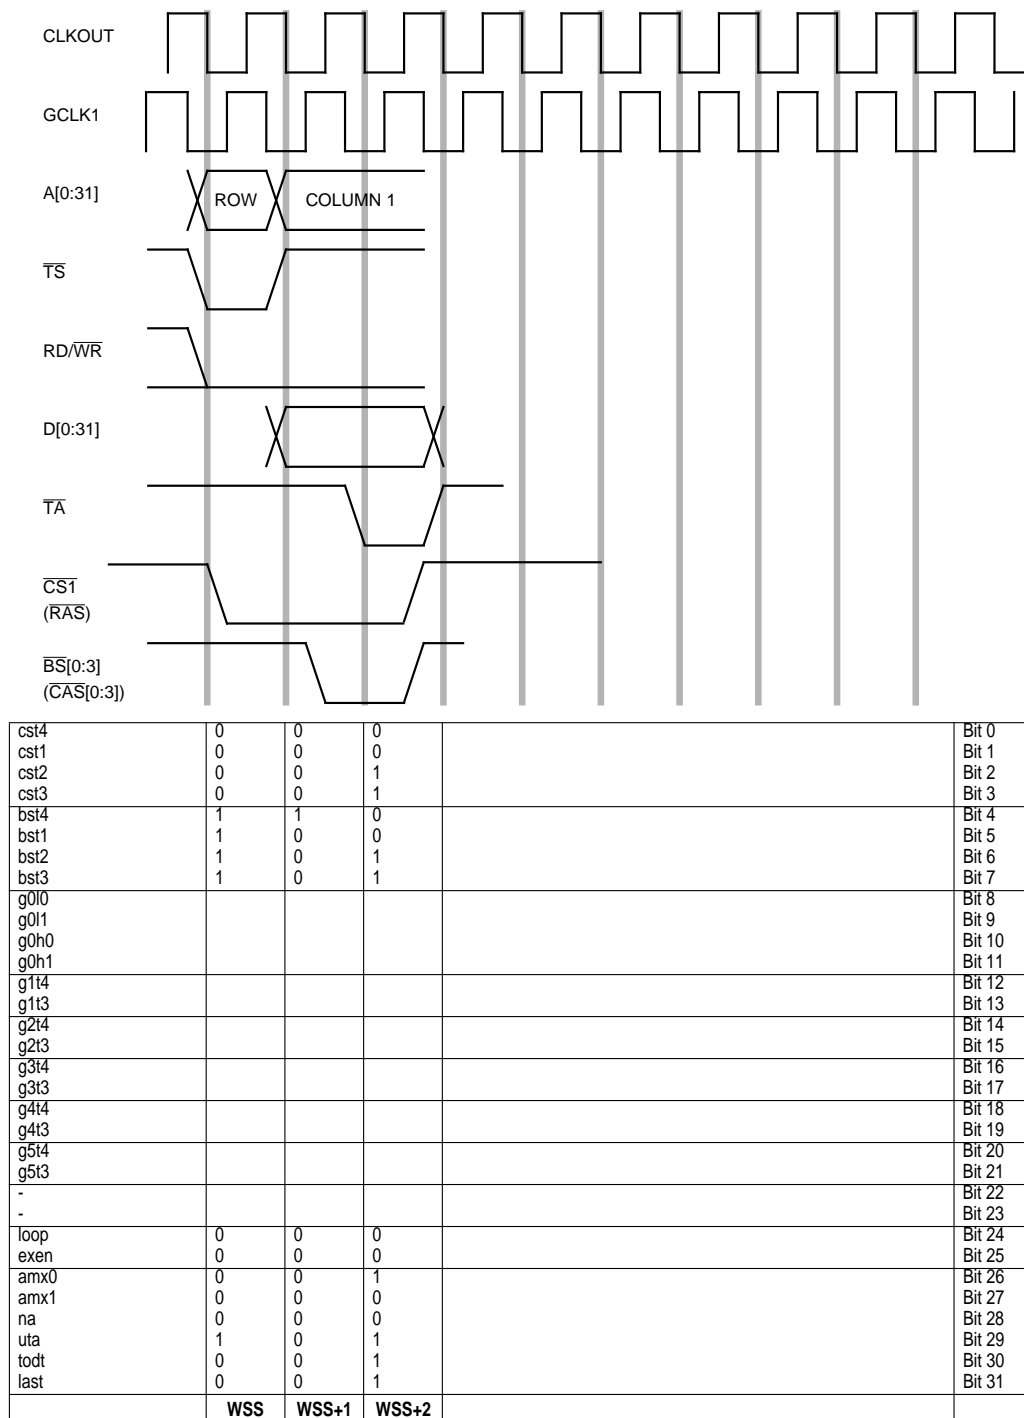 CLKOUT
GCLK1
A[0:31] ROW COLUMN 1
TS
RD/WR
D[0:31]
TA
CS1
(RAS)
BS[0:3]
(CAS[0:3])
cst4 0 0 0 Bit 0
cst1 0 0 0 Bit 1
cst2 0 0 1 Bit 2
cst3 0 0 1 Bit 3
bst4 1 1 0 Bit 4
bst1 1 0 0 Bit 5
bst2 1 0 1 Bit 6
bst3 1 0 1 Bit 7
g0l0 Bit 8
g0l1 Bit 9
g0h0 Bit 10
g0h1 Bit 11
g1t4 Bit 12
g1t3 Bit 13
g2t4 Bit 14
g2t3 Bit 15
g3t4 Bit 16
g3t3 Bit 17
g4t4 Bit 18
g4t3 Bit 19
g5t4 Bit 20
g5t3 Bit 21
- Bit 22
- Bit 23
loop 0 0 0 Bit 24
exen 0 0 0 Bit 25
amx0 0 0 1 Bit 26
amx1 0 0 0 Bit 27
na 0 0 0 Bit 28
uta 1 0 1 Bit 29
todt 0 0 1 Bit 30
last 0 0 1 Bit 31
WSS WSS+1 WSS+2